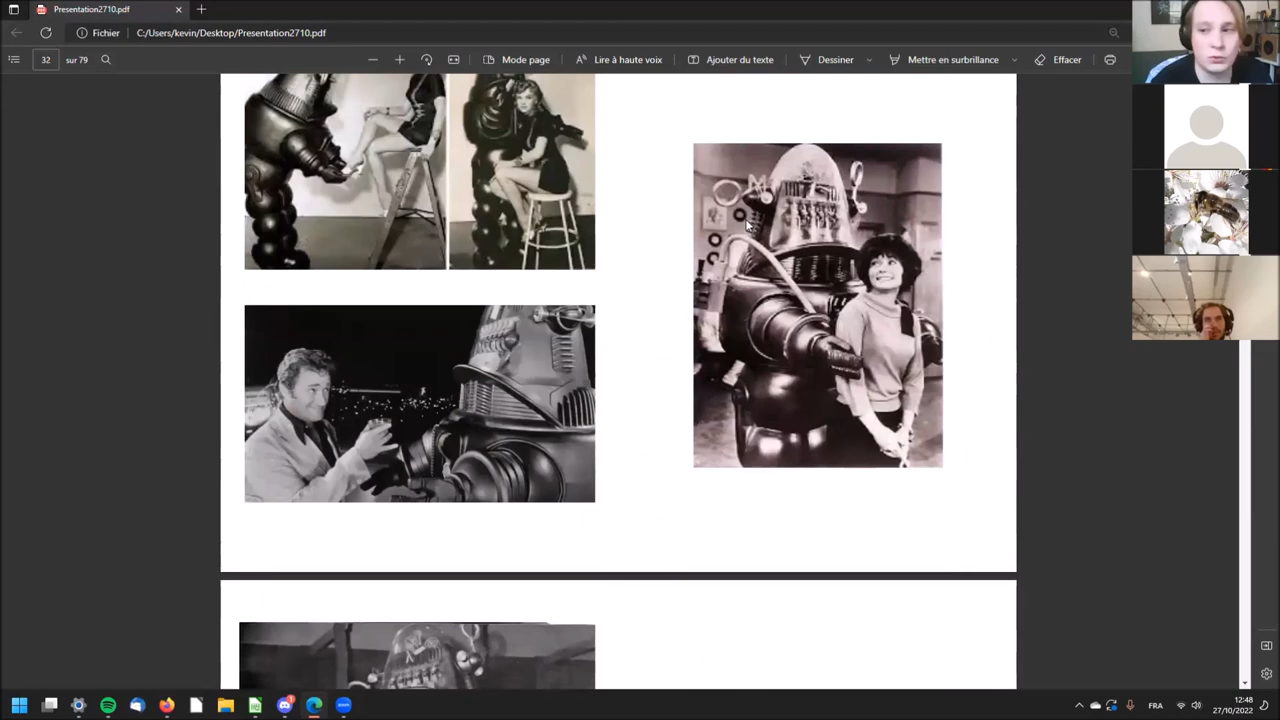 Presentation2710.pdf
Fichier
C:/Users/kevin/Desktop/Presentation2710.pdf
32 sur 79
Mode page
Lire à haute voix
Ajouter du texte
Dessiner
Mettre en surbrillance
Effacer
FRA
12:48
27/10/2022